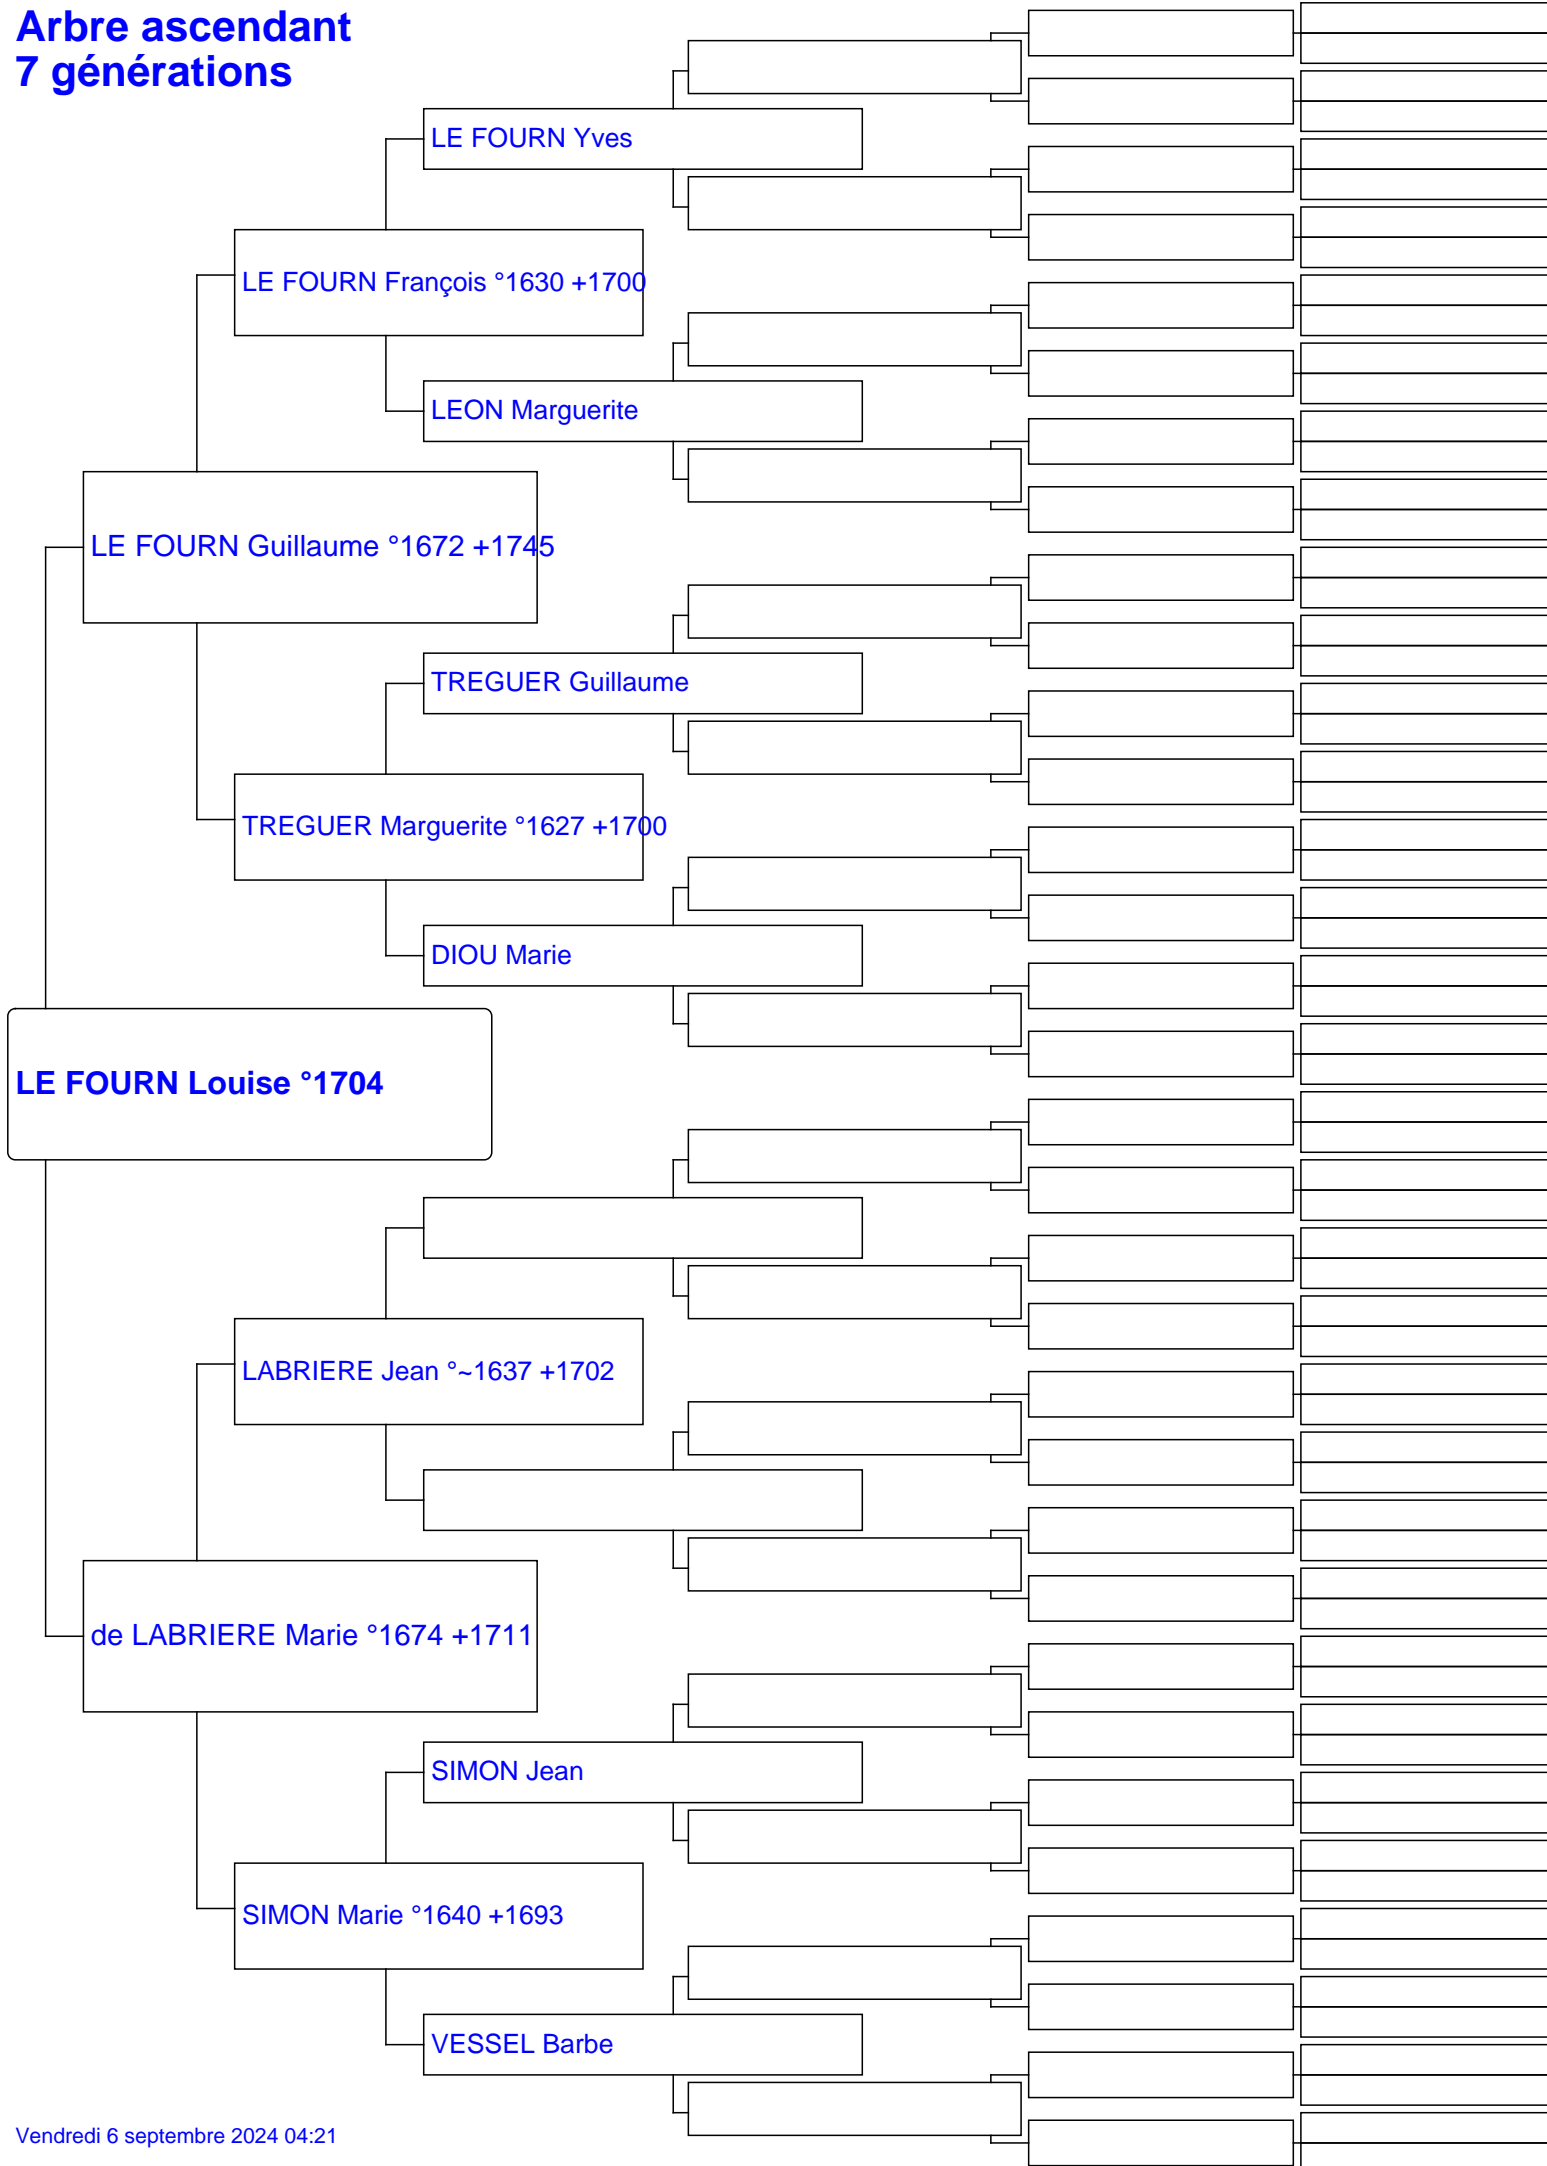 Arbre ascendant
7 générations
LE FOURN Yves
LE FOURN François °1630 +1700
LEON Marguerite
LE FOURN Guillaume °1672 +1745
TREGUER Guillaume
TREGUER Marguerite °1627 +1700
DIOU Marie
LE FOURN Louise °1704
LABRIERE Jean °~1637 +1702
de LABRIERE Marie °1674 +1711
SIMON Jean
SIMON Marie °1640 +1693
VESSEL Barbe
Vendredi 6 septembre 2024 04:21